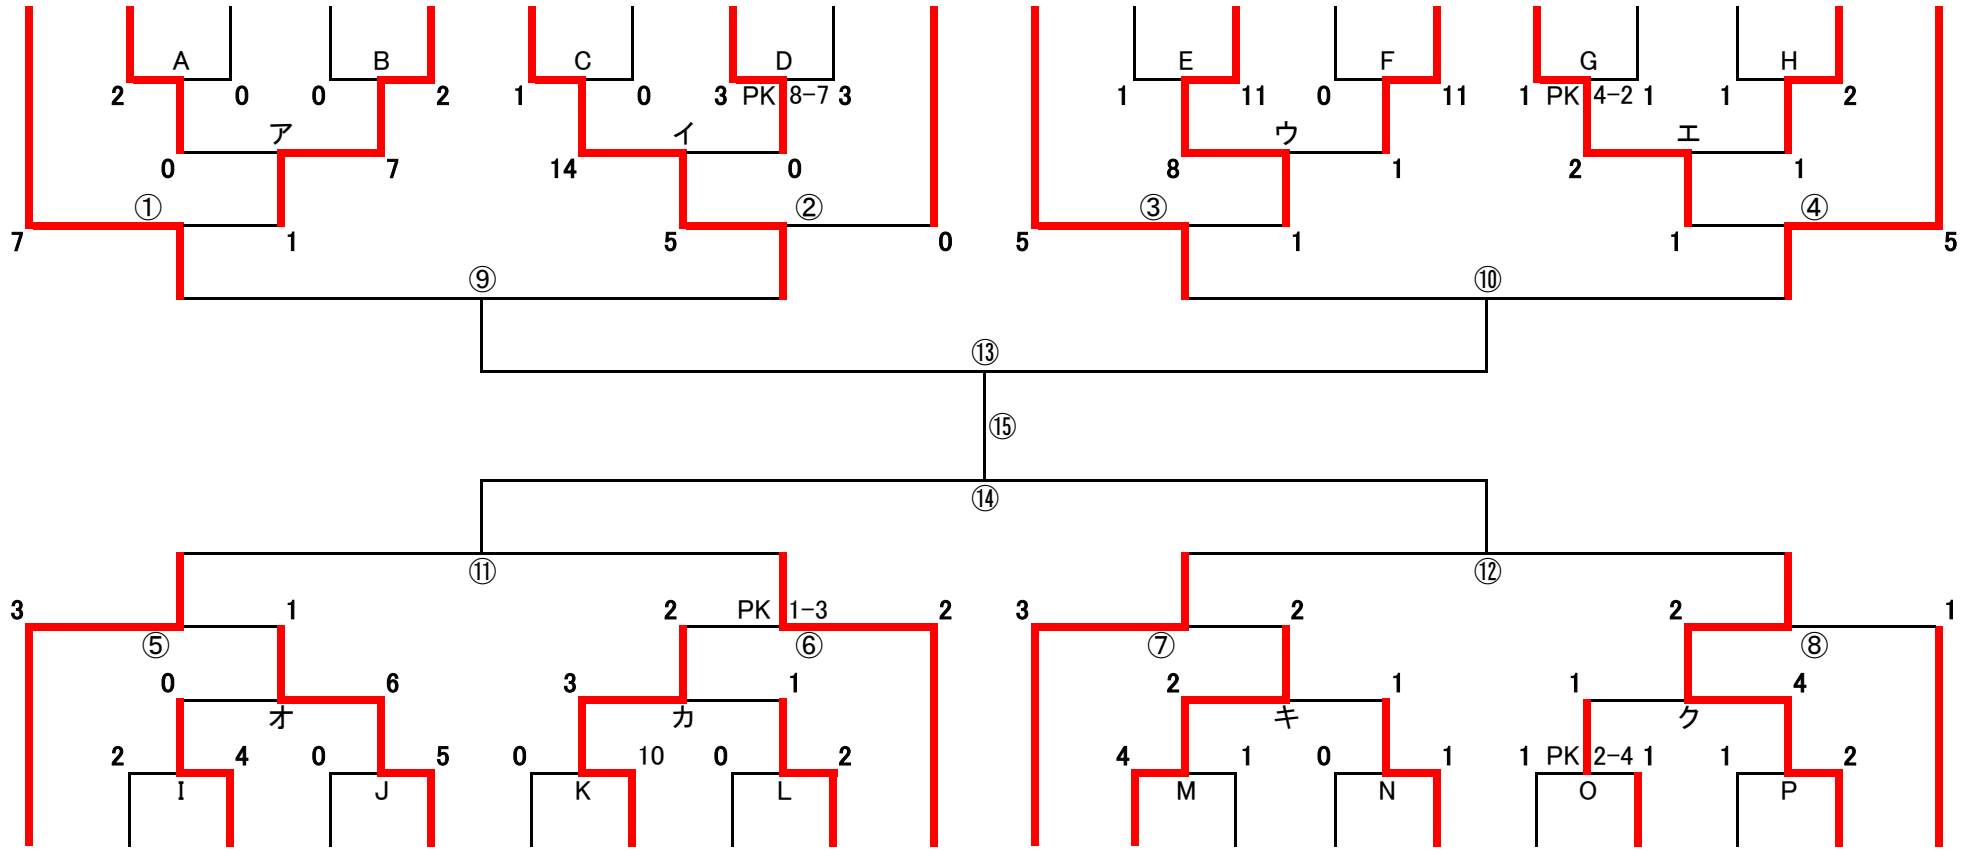 A B C D E F G H
2 0 0 2 1 0 3 PK 8-7 3 1 11 0 11 1 PK 4-2 1 1 2
ア イ ウ エ
0 7 14 0 8 1 2 1
① ② ③ ④
7 1 5 0 5 1 1 5
⑨ ⑩
⑬
⑮
⑭
⑪ ⑫
3 1 2 PK 1-3 2 3 2 2 1
⑤ ⑥ ⑦ ⑧
0 6 3 1 2 1 1 4
オ カ キ ク
2 4 0 5 0 10 0 2 4 1 0 1 1 PK 2-4 1 1 2
I J K L M N O P